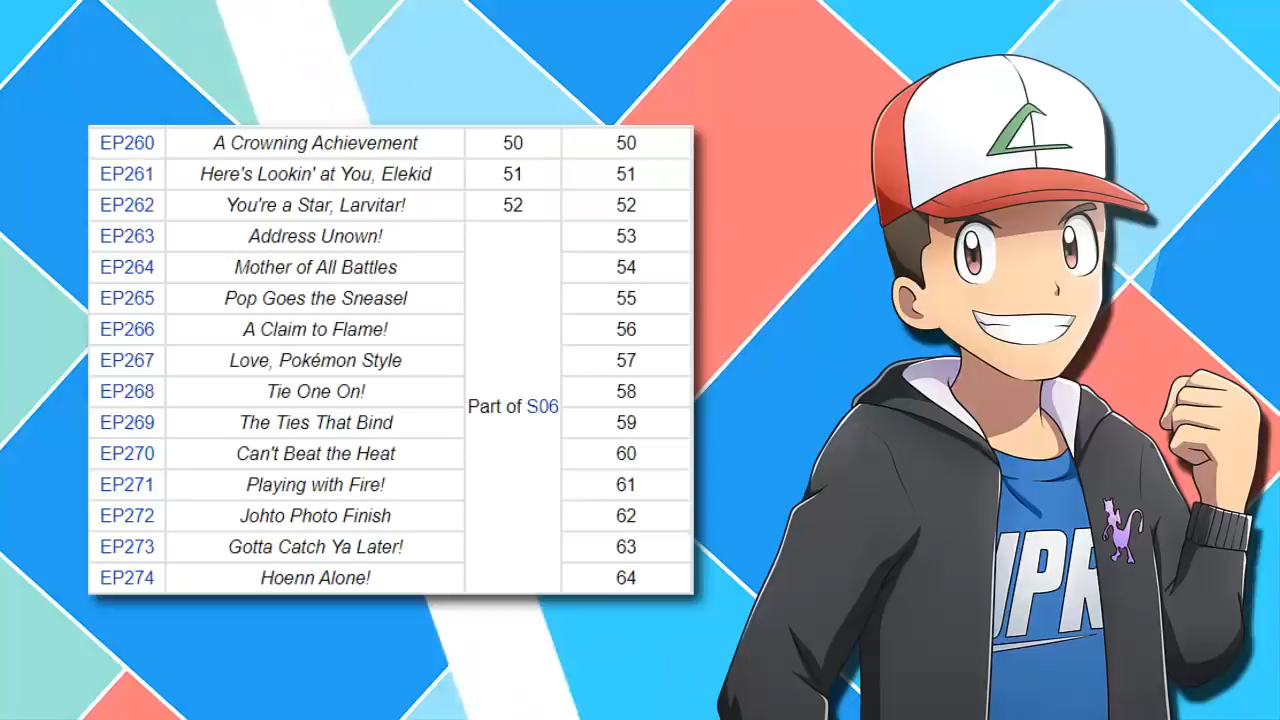 EP260 A Crowning Achievement 50 50
EP261 Here's Lookin' at You, Elekid 51 51
EP262 You're a Star, Larvitar! 52 52
EP263 Address Unown! 53
EP264 Mother of All Battles 54
EP265 Pop Goes the Sneasel 55
EP266 A Claim to Flame! 56
EP267 Love, Pokémon Style 57
EP268 Tie One On! 58
Part of S06
EP269 The Ties That Bind 59
EP270 Can't Beat the Heat 60
EP271 Playing with Fire! 61
EP272 Johto Photo Finish 62
EP273 Gotta Catch Ya Later! 63
EP274 Hoenn Alone! 64
UPR